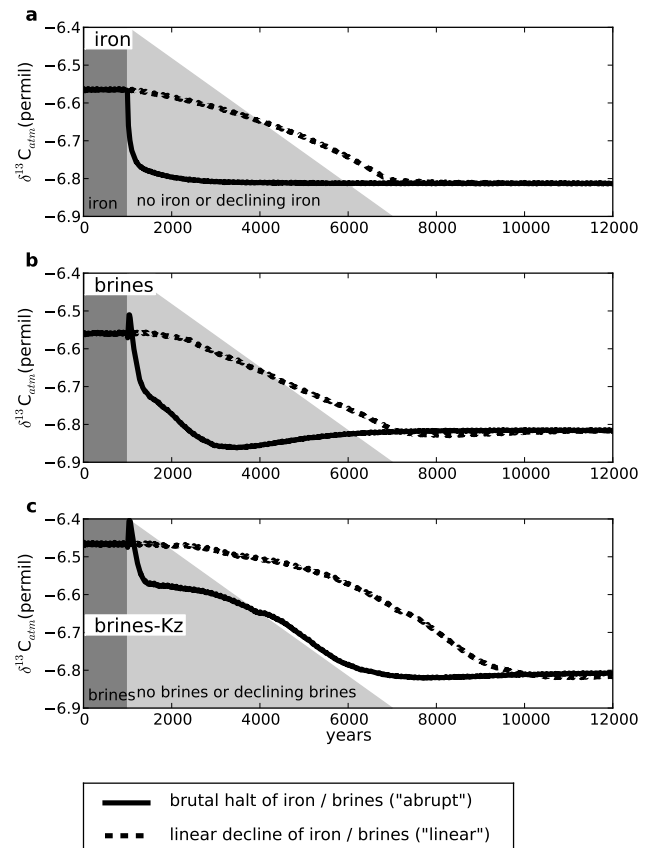 a
iron
−6.4
−6.5
−6.6
−6.7
−6.8
−6.9
δ¹³C_atm(permil)
iron
no iron or declining iron
0 2000 4000 6000 8000 10000 12000
b
brines
−6.4
−6.5
−6.6
−6.7
−6.8
−6.9
δ¹³C_atm(permil)
0 2000 4000 6000 8000 10000 12000
c
−6.4
−6.5
−6.6
−6.7
−6.8
−6.9
δ¹³C_atm(permil)
brines-Kz
brines
no brines or declining brines
0 2000 4000 6000 8000 10000 12000
years
brutal halt of iron / brines ("abrupt")
linear decline of iron / brines ("linear")